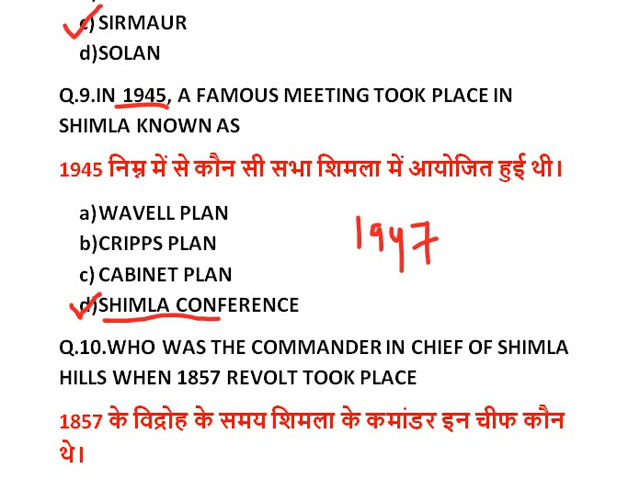 c) SIRMAUR
d)SOLAN
Q.9.IN 1945, A FAMOUS MEETING TOOK PLACE IN
SHIMLA KNOWN AS
1945 निम्न में से कौन सी सभा शिमला में आयोजित हुई थी।
a)WAVELL PLAN
1947
b)CRIPPS PLAN
c) CABINET PLAN
d)SHIMLA CONFERENCE
Q.10.WHO WAS THE COMMANDER IN CHIEF OF SHIMLA
HILLS WHEN 1857 REVOLT TOOK PLACE
1857 के विद्रोह के समय शिमला के कमांडर इन चीफ कौन
थे।